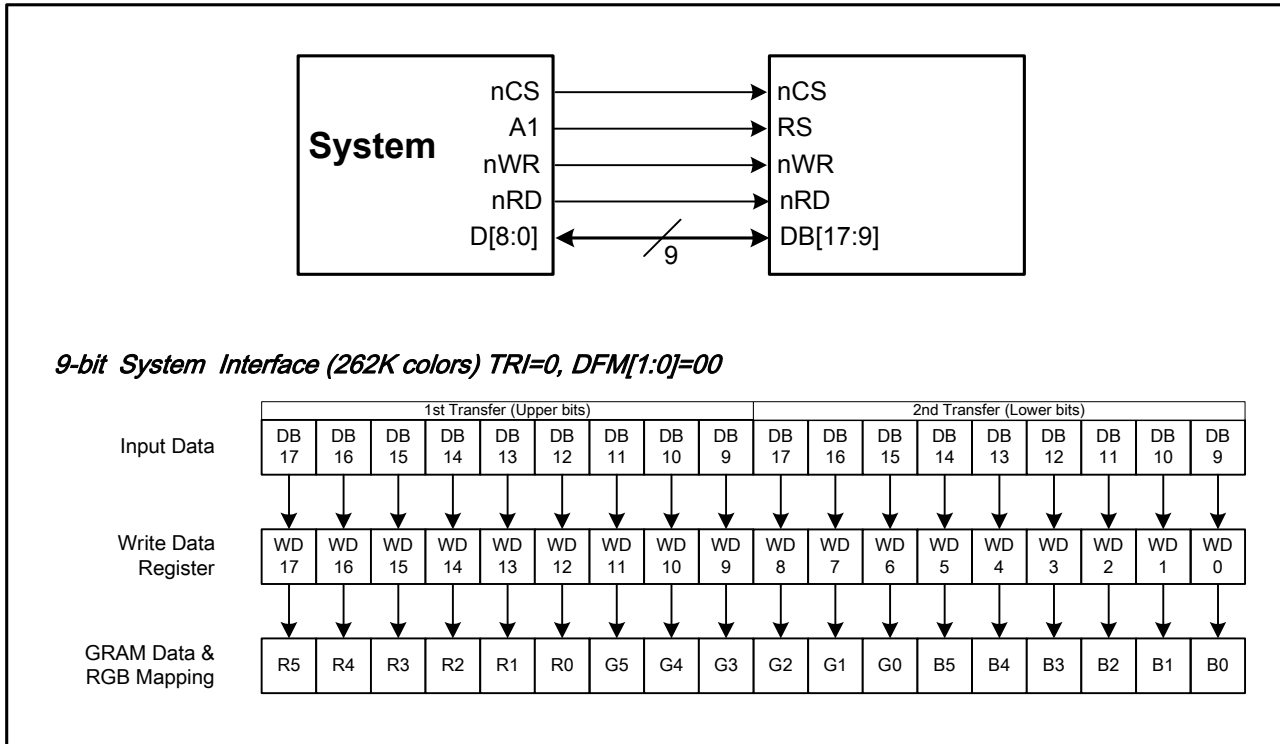 nCS nCS
A1 RS
System
nWR nWR
nRD nRD
D[8:0] DB[17:9]
9
9-bit System Interface (262K colors) TRI=0, DFM[1:0]=00
1st Transfer (Upper bits) 2nd Transfer (Lower bits)
Input Data
DB DB DB DB DB DB DB DB DB DB DB DB DB DB DB DB DB DB
17 16 15 14 13 12 11 10 9 17 16 15 14 13 12 11 10 9
Write Data
Register
WD WD WD WD WD WD WD WD WD WD WD WD WD WD WD WD WD WD
17 16 15 14 13 12 11 10 9 8 7 6 5 4 3 2 1 0
GRAM Data &
RGB Mapping
R5 R4 R3 R2 R1 R0 G5 G4 G3 G2 G1 G0 B5 B4 B3 B2 B1 B0